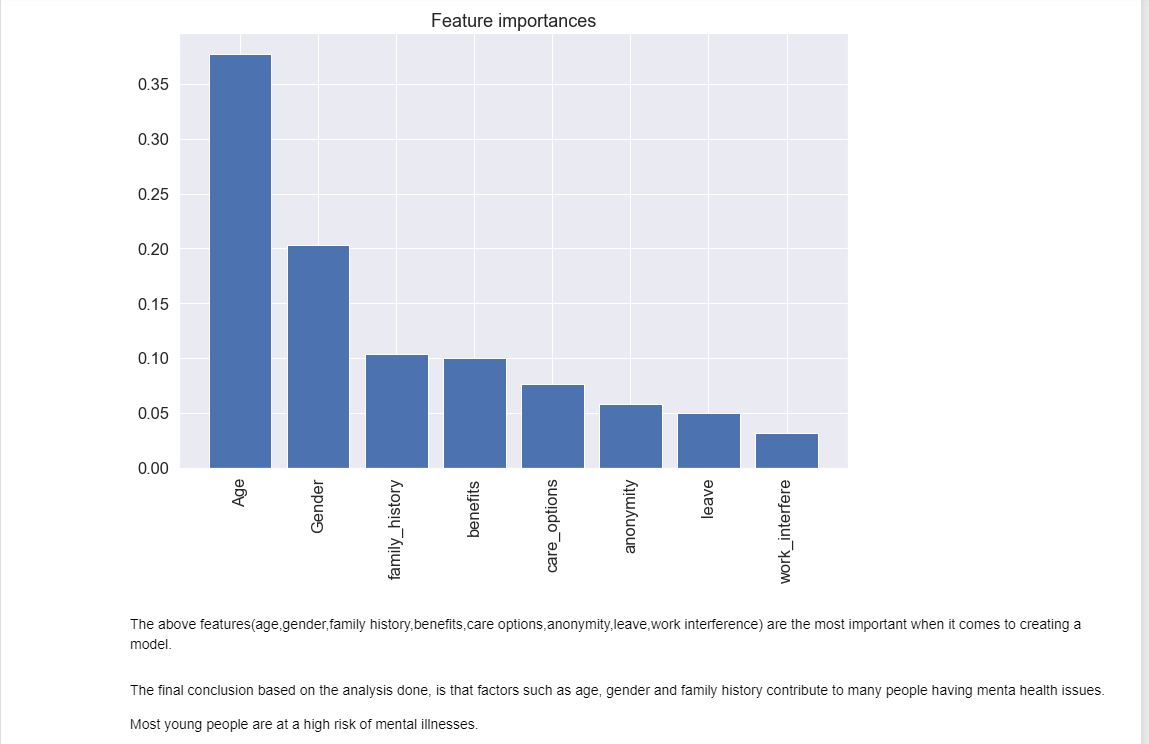 Feature importances
0.35
0.30
0.25
0.20
0.15
0.10
0.05
0.00
Age
Gender
family_history
benefits
care_options
anonymity
leave
work_interfere
The above features(age,gender,family history,benefits,care options,anonymity,leave,work interference) are the most important when it comes to creating a
model.
The final conclusion based on the analysis done, is that factors such as age, gender and family history contribute to many people having menta health issues.
Most young people are at a high risk of mental illnesses.